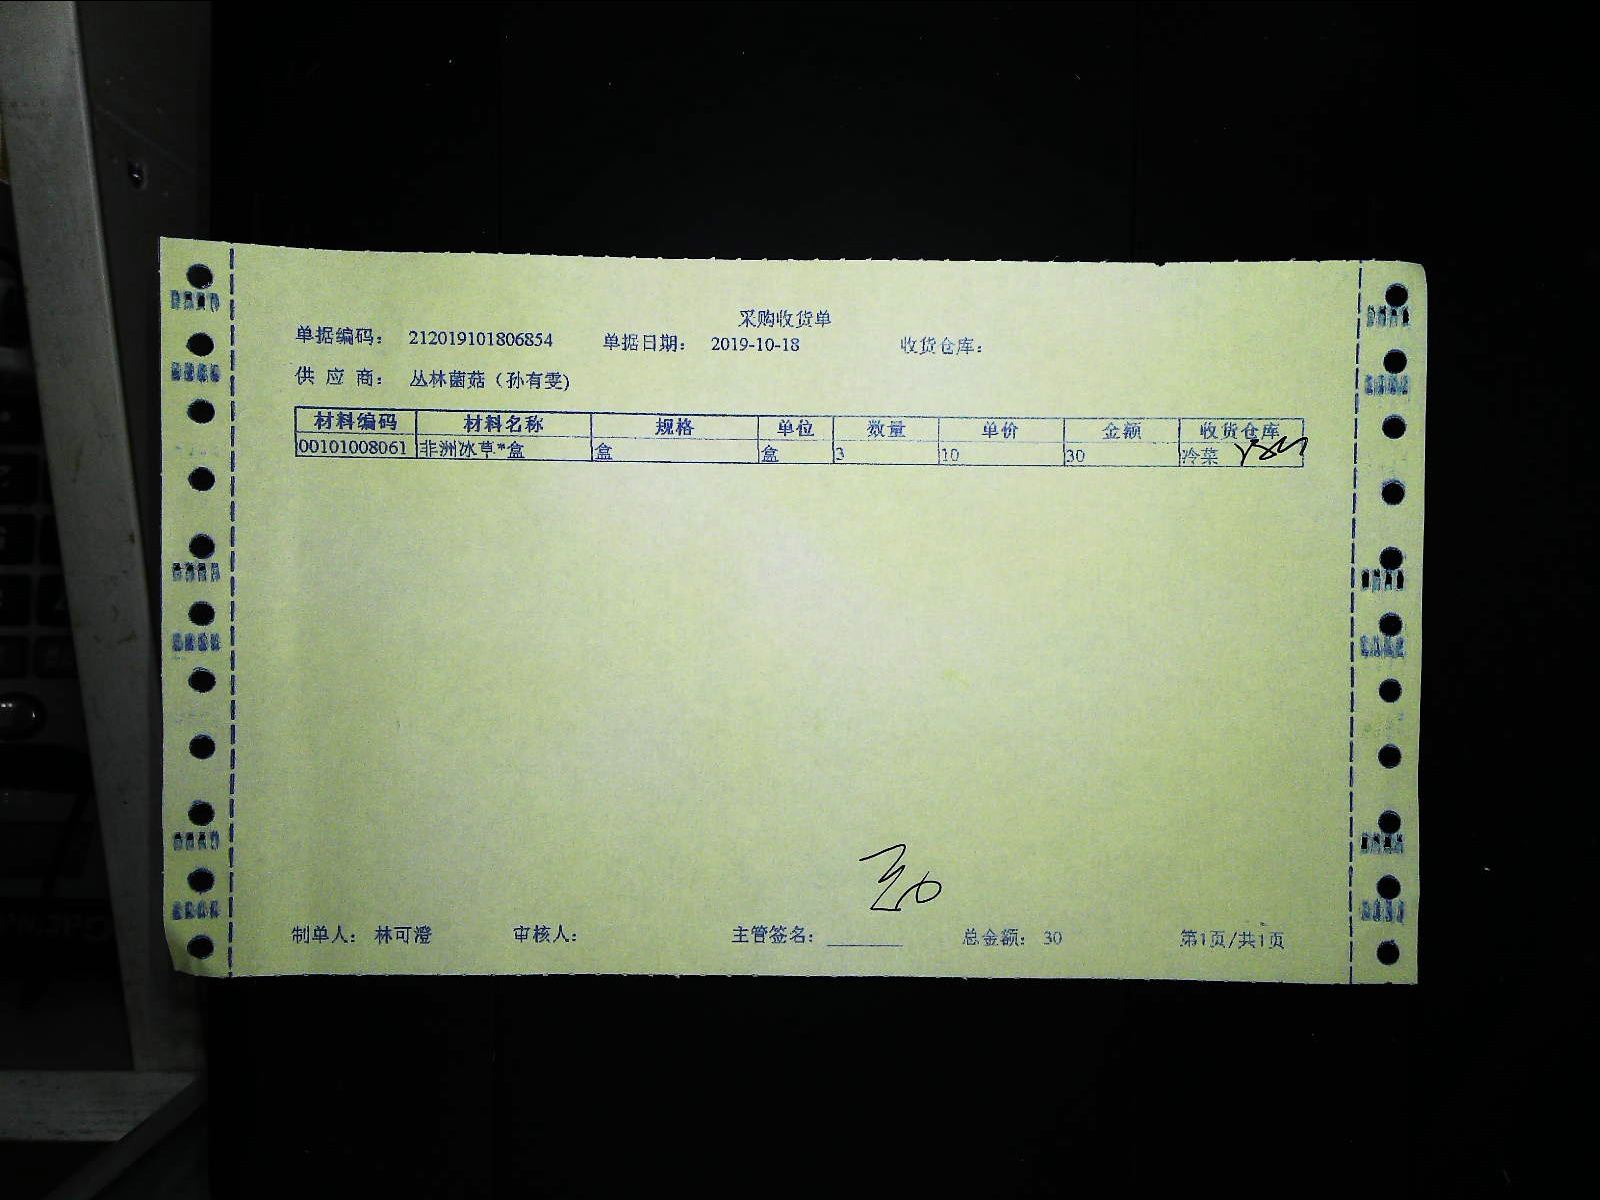 采购收货单
单据编码： 212019101806854 单据日期： 2019-10-18 收货仓库：
供 应 商： 丛林菌菇（孙有雯)
材料编码 材料名称 规格 单位 数量 单价 金额 收货仓库
00101008061 非洲冰草*盒 盒 盒 3 10 30 冷菜
制单人： 林可澄 审核人： 主管签名： 总金额： 30 第1页/共1页